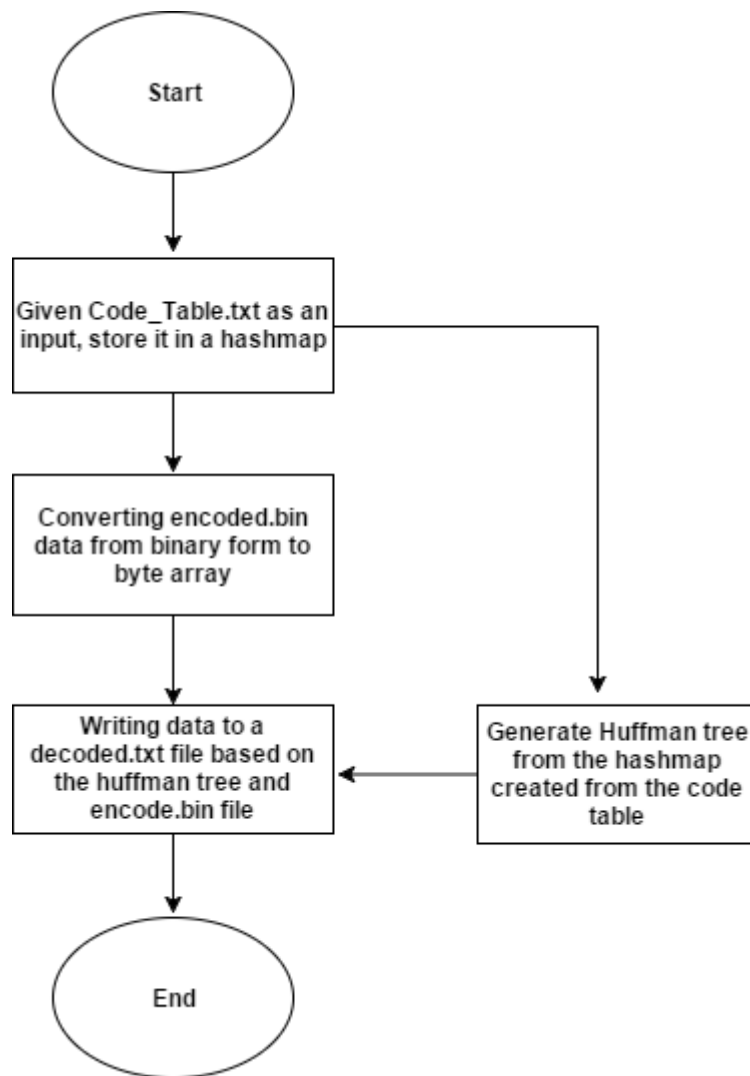 Start
Given Code_Table.txt as an
input, store it in a hashmap
Converting encoded.bin
data from binary form to
byte array
Writing data to a
decoded.txt file based on
the huffman tree and
encode.bin file
Generate Huffman tree
from the hashmap
created from the code
table
End